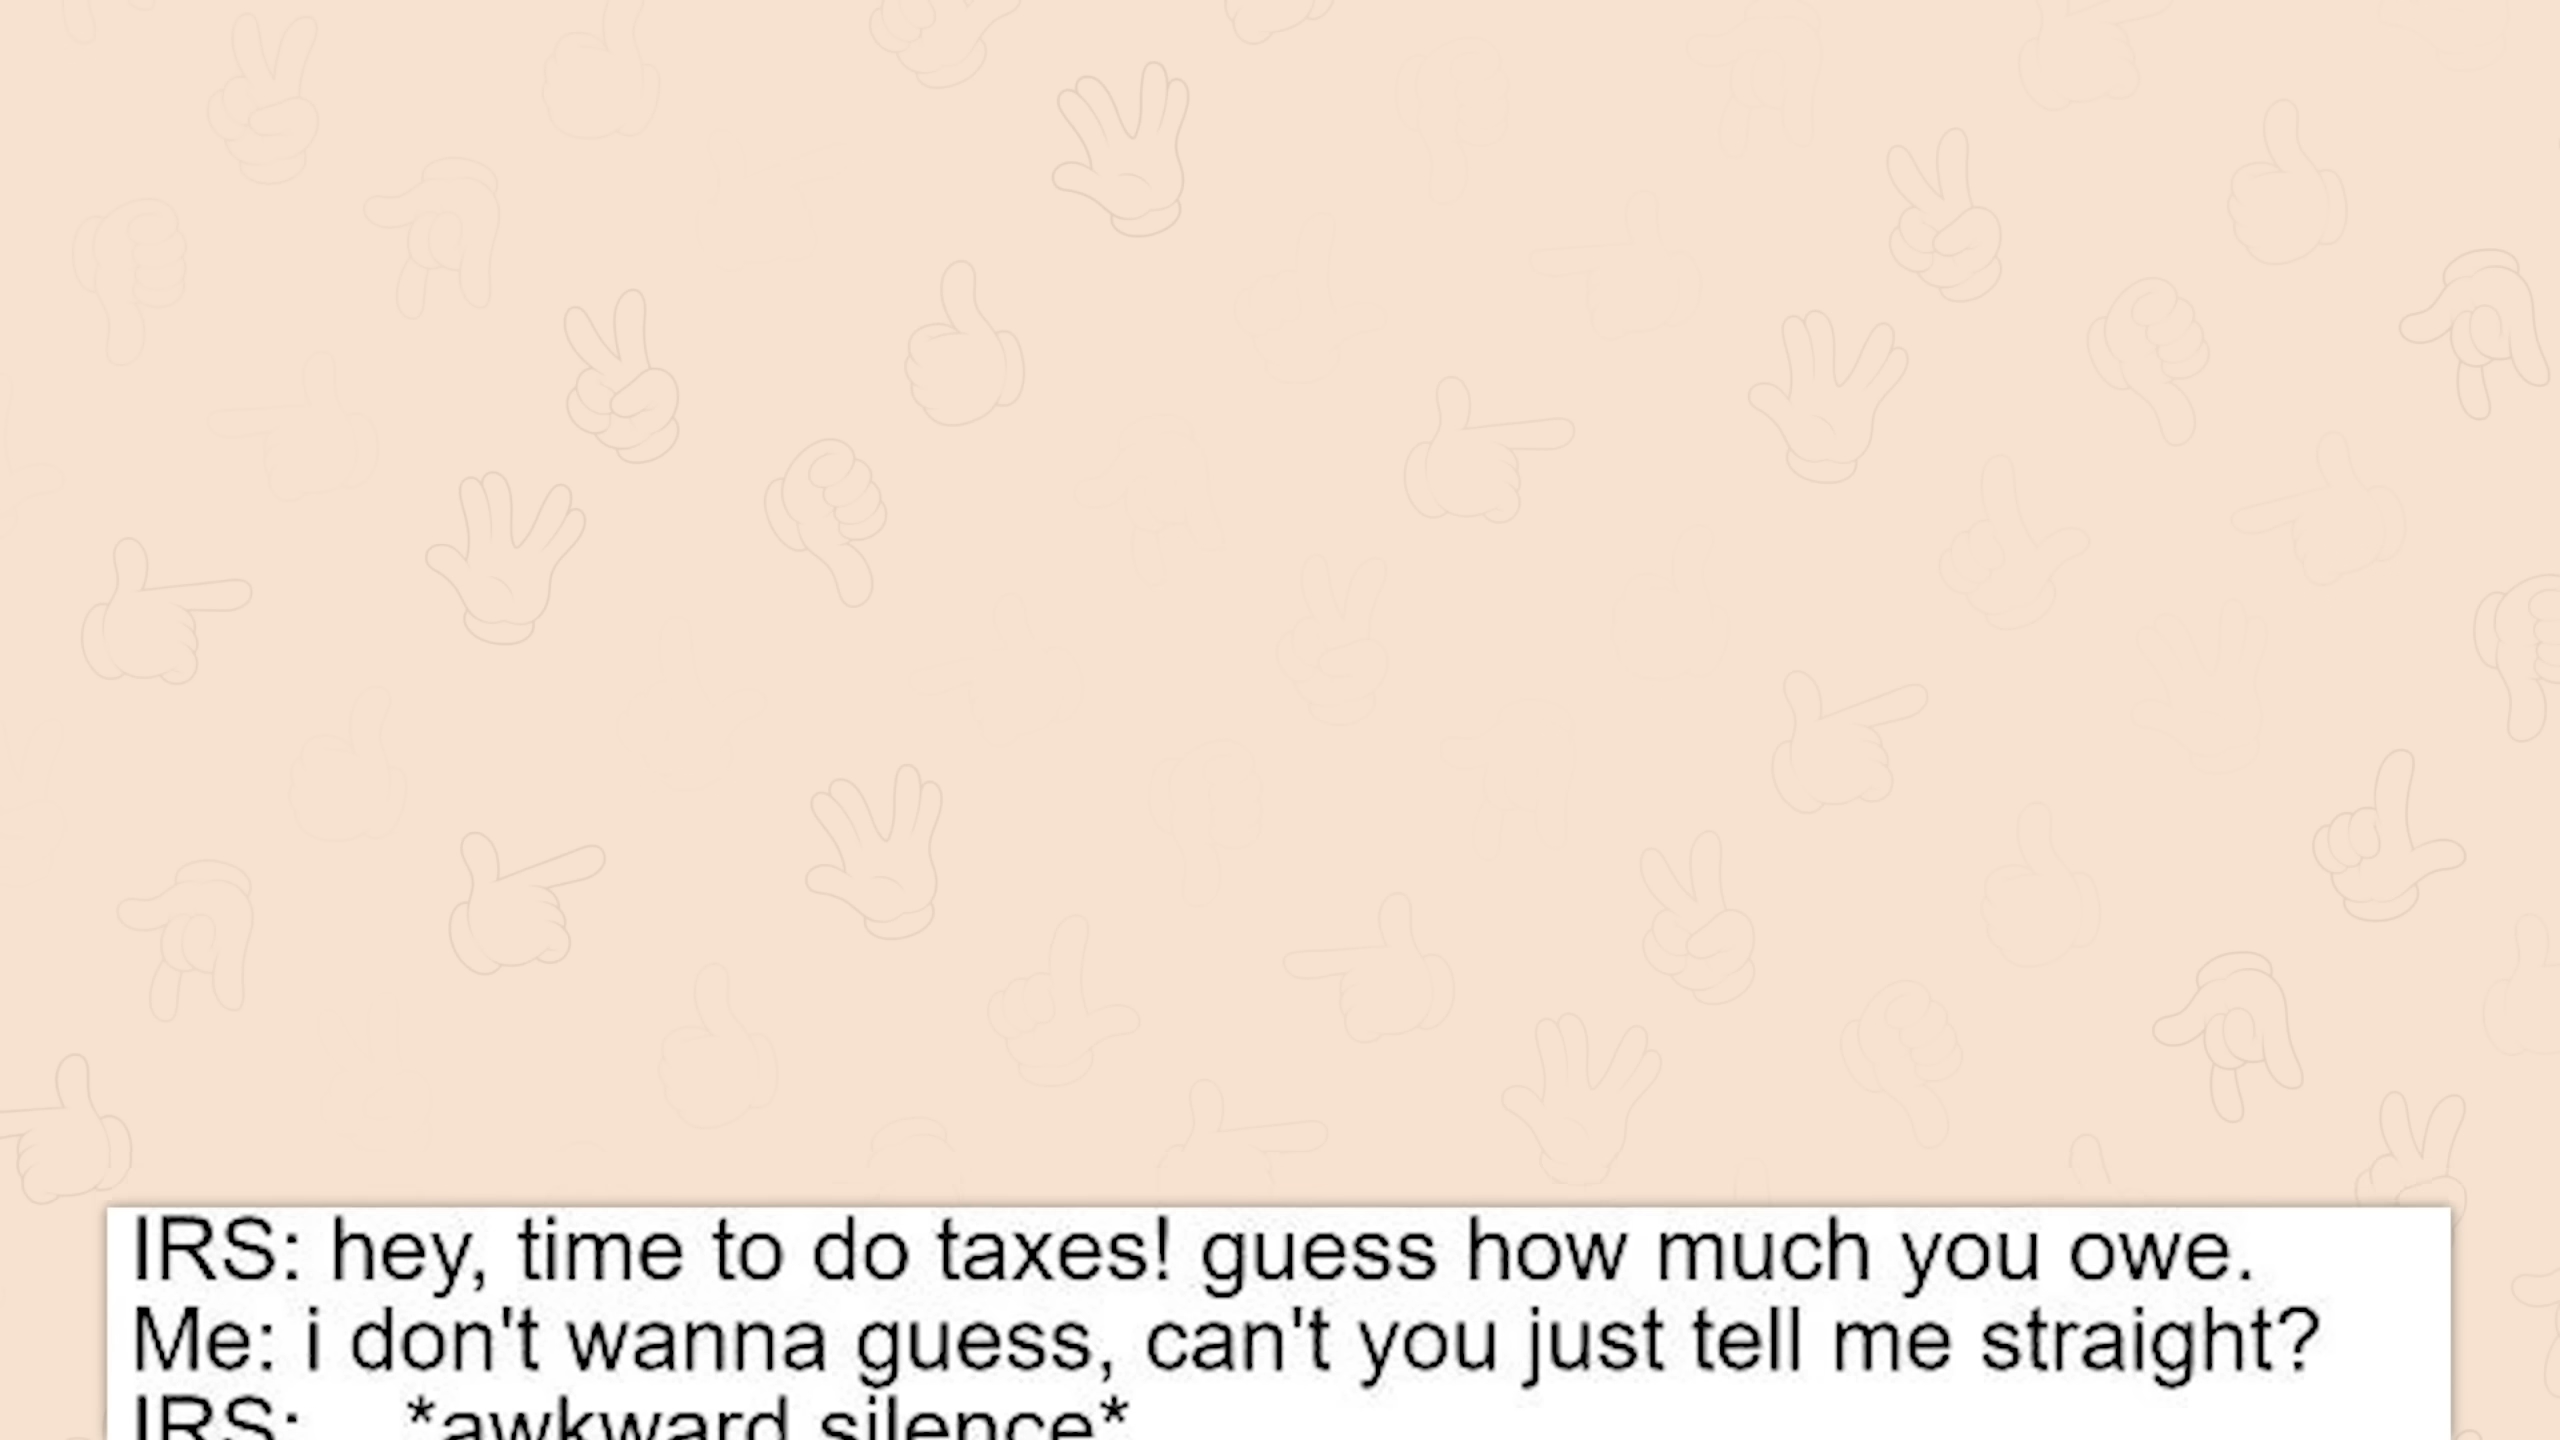 IRS: hey, time to do taxes! guess how much you owe.
Me: i don't wanna guess, can't you just tell me straight?
IRS: *awkward silence*